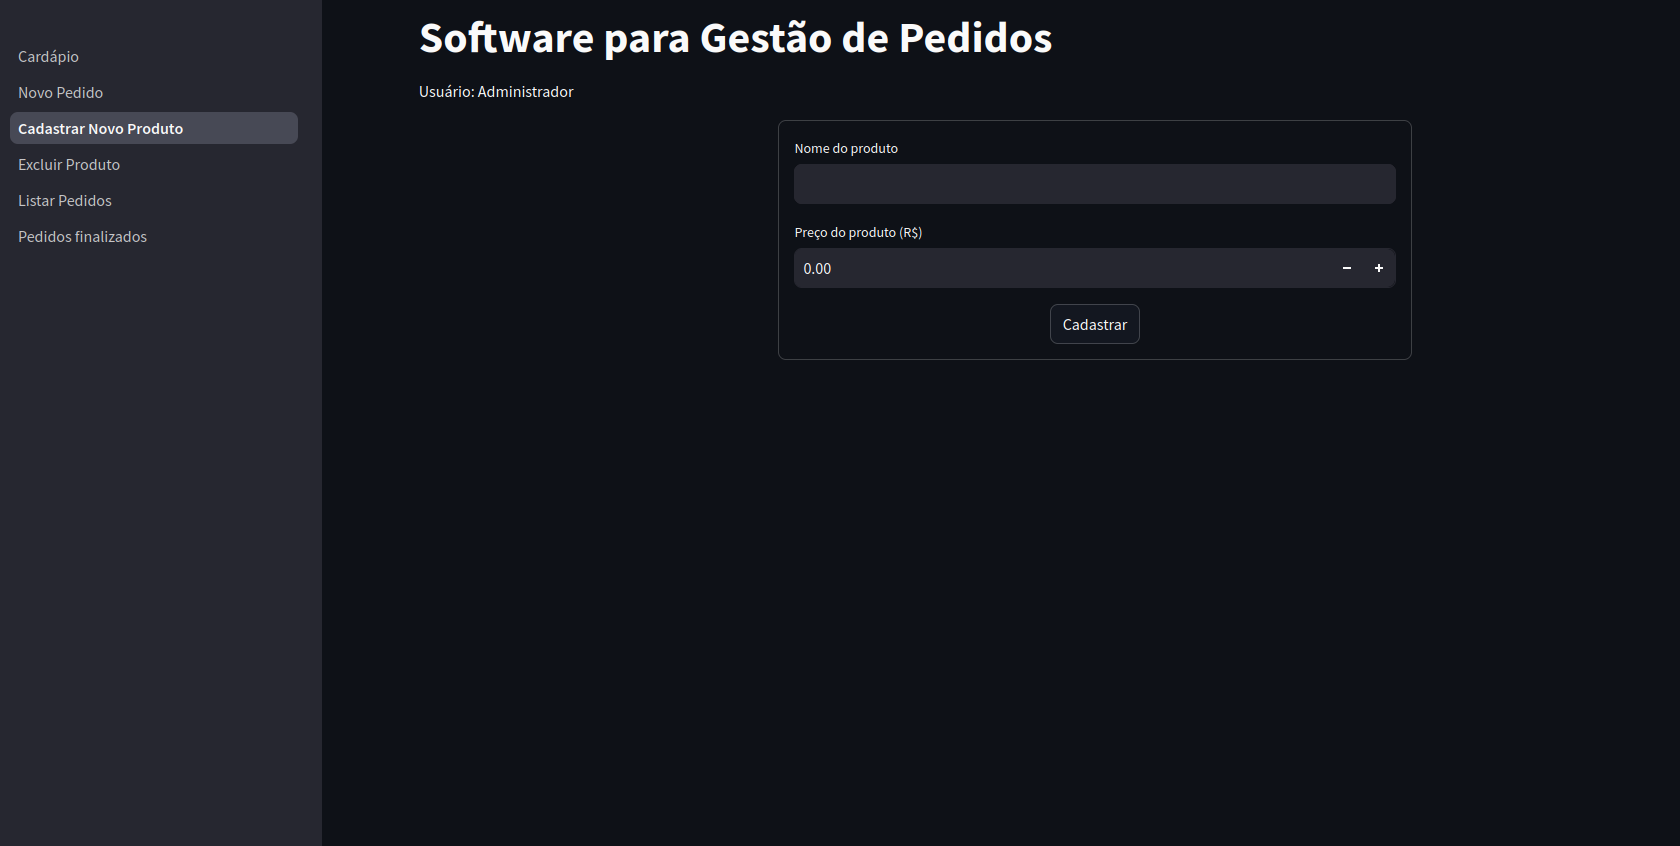 Cardápio
Novo Pedido
Cadastrar Novo Produto
Excluir Produto
Listar Pedidos
Pedidos finalizados
Software para Gestão de Pedidos
Usuário: Administrador
Nome do produto
Preço do produto (R$)
0.00
Cadastrar